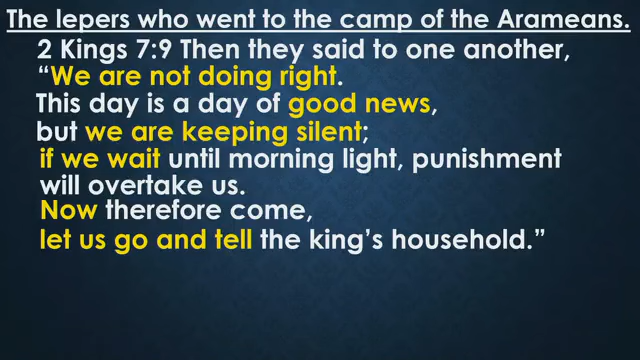 The lepers who went to the camp of the Arameans.
2 Kings 7:9 Then they said to one another,
“We are not doing right.
This day is a day of good news,
but we are keeping silent;
if we wait until morning light, punishment
will overtake us.
Now therefore come,
let us go and tell the king’s household.”